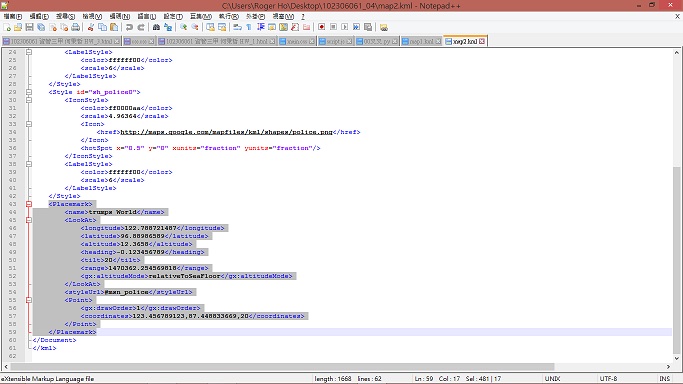 C:\Users\Roger Ho\Desktop\102306061_04\map2.kml - Notepad++
檔案(F) 編輯(E) 搜尋(S) 檢視(V) 編碼(N) 語言(L) 設定(T) 巨集(M) 執行(R) 外掛(P) 視窗(W) ?
map2.kml
24 <LabelStyle>
25 <color>ffffff00</color>
26 <scale>6</scale>
27 </LabelStyle>
28 </Style>
29 <Style id="sh_police0">
30 <IconStyle>
31 <color>ff0000aa</color>
32 <scale>4.96364</scale>
33 <Icon>
34 <href>http://maps.google.com/mapfiles/kml/shapes/police.png</href>
35 </Icon>
36 <hotSpot x="0.5" y="0" xunits="fraction" yunits="fraction"/>
37 </IconStyle>
38 <LabelStyle>
39 <color>ffffff00</color>
40 <scale>6</scale>
41 </LabelStyle>
42 </Style>
43 <Placemark>
44 <name>trumps World</name>
45 <LookAt>
46 <longitude>122.788721487</longitude>
47 <latitude>96.88986589</latitude>
48 <altitude>12.3658</altitude>
49 <heading>-0.123456789</heading>
50 <tilt>20</tilt>
51 <range>1470362.254569818</range>
52 <gx:altitudeMode>relativeToSeaFloor</gx:altitudeMode>
53 </LookAt>
54 <styleUrl>#msn_police</styleUrl>
55 <Point>
56 <gx:drawOrder>1</gx:drawOrder>
57 <coordinates>123.456789123,87.448833669,20</coordinates>
58 </Point>
59 </Placemark>
60 </Document>
61 </kml>
62
eXtensible Markup Language file length : 1668 lines : 62 Ln : 59 Col : 17 Sel : 481 | 17 UNIX UTF-8 INS